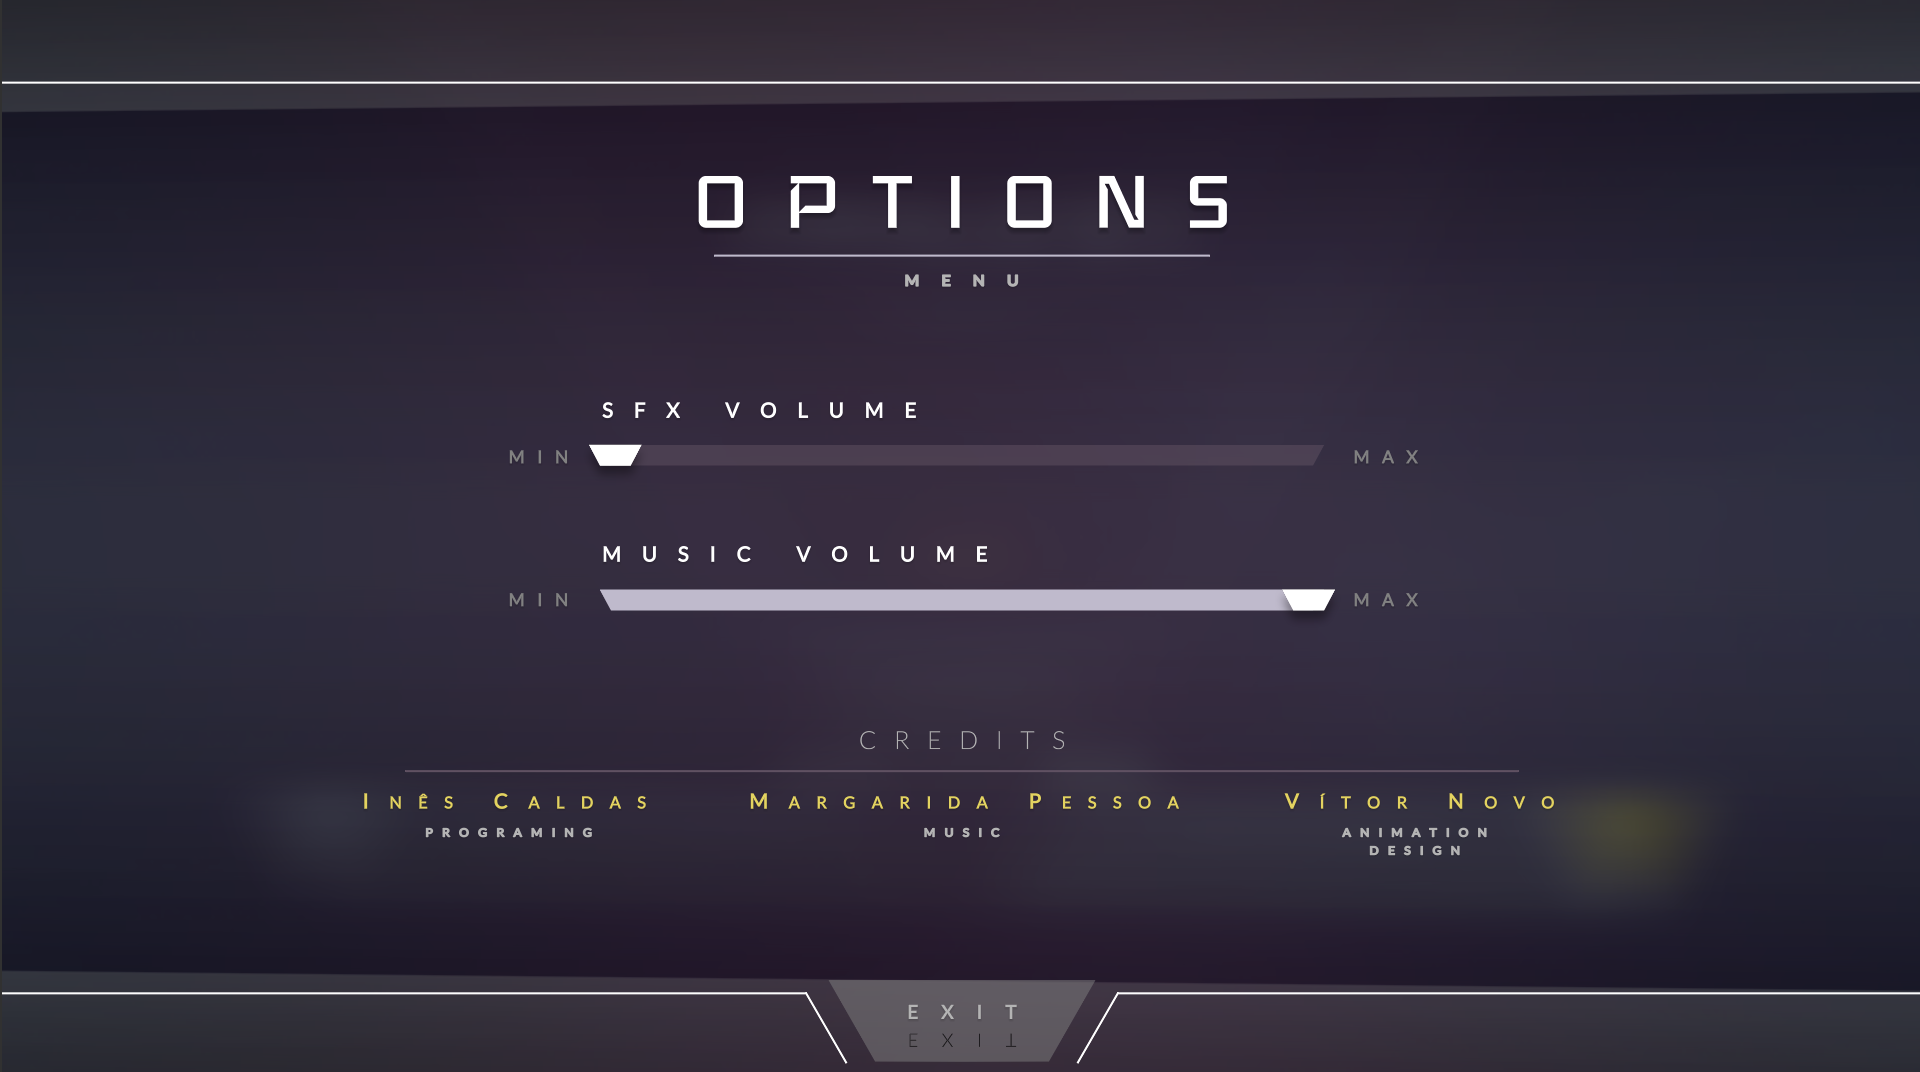 OPTIONS
MENU
SFX VOLUME
MIN MAX
MUSIC VOLUME
MIN MAX
CREDITS
INÊS CALDAS MARGARIDA PESSOA VÍTOR NOVO
PROGRAMING MUSIC ANIMATION
DESIGN
EXIT
EXIT